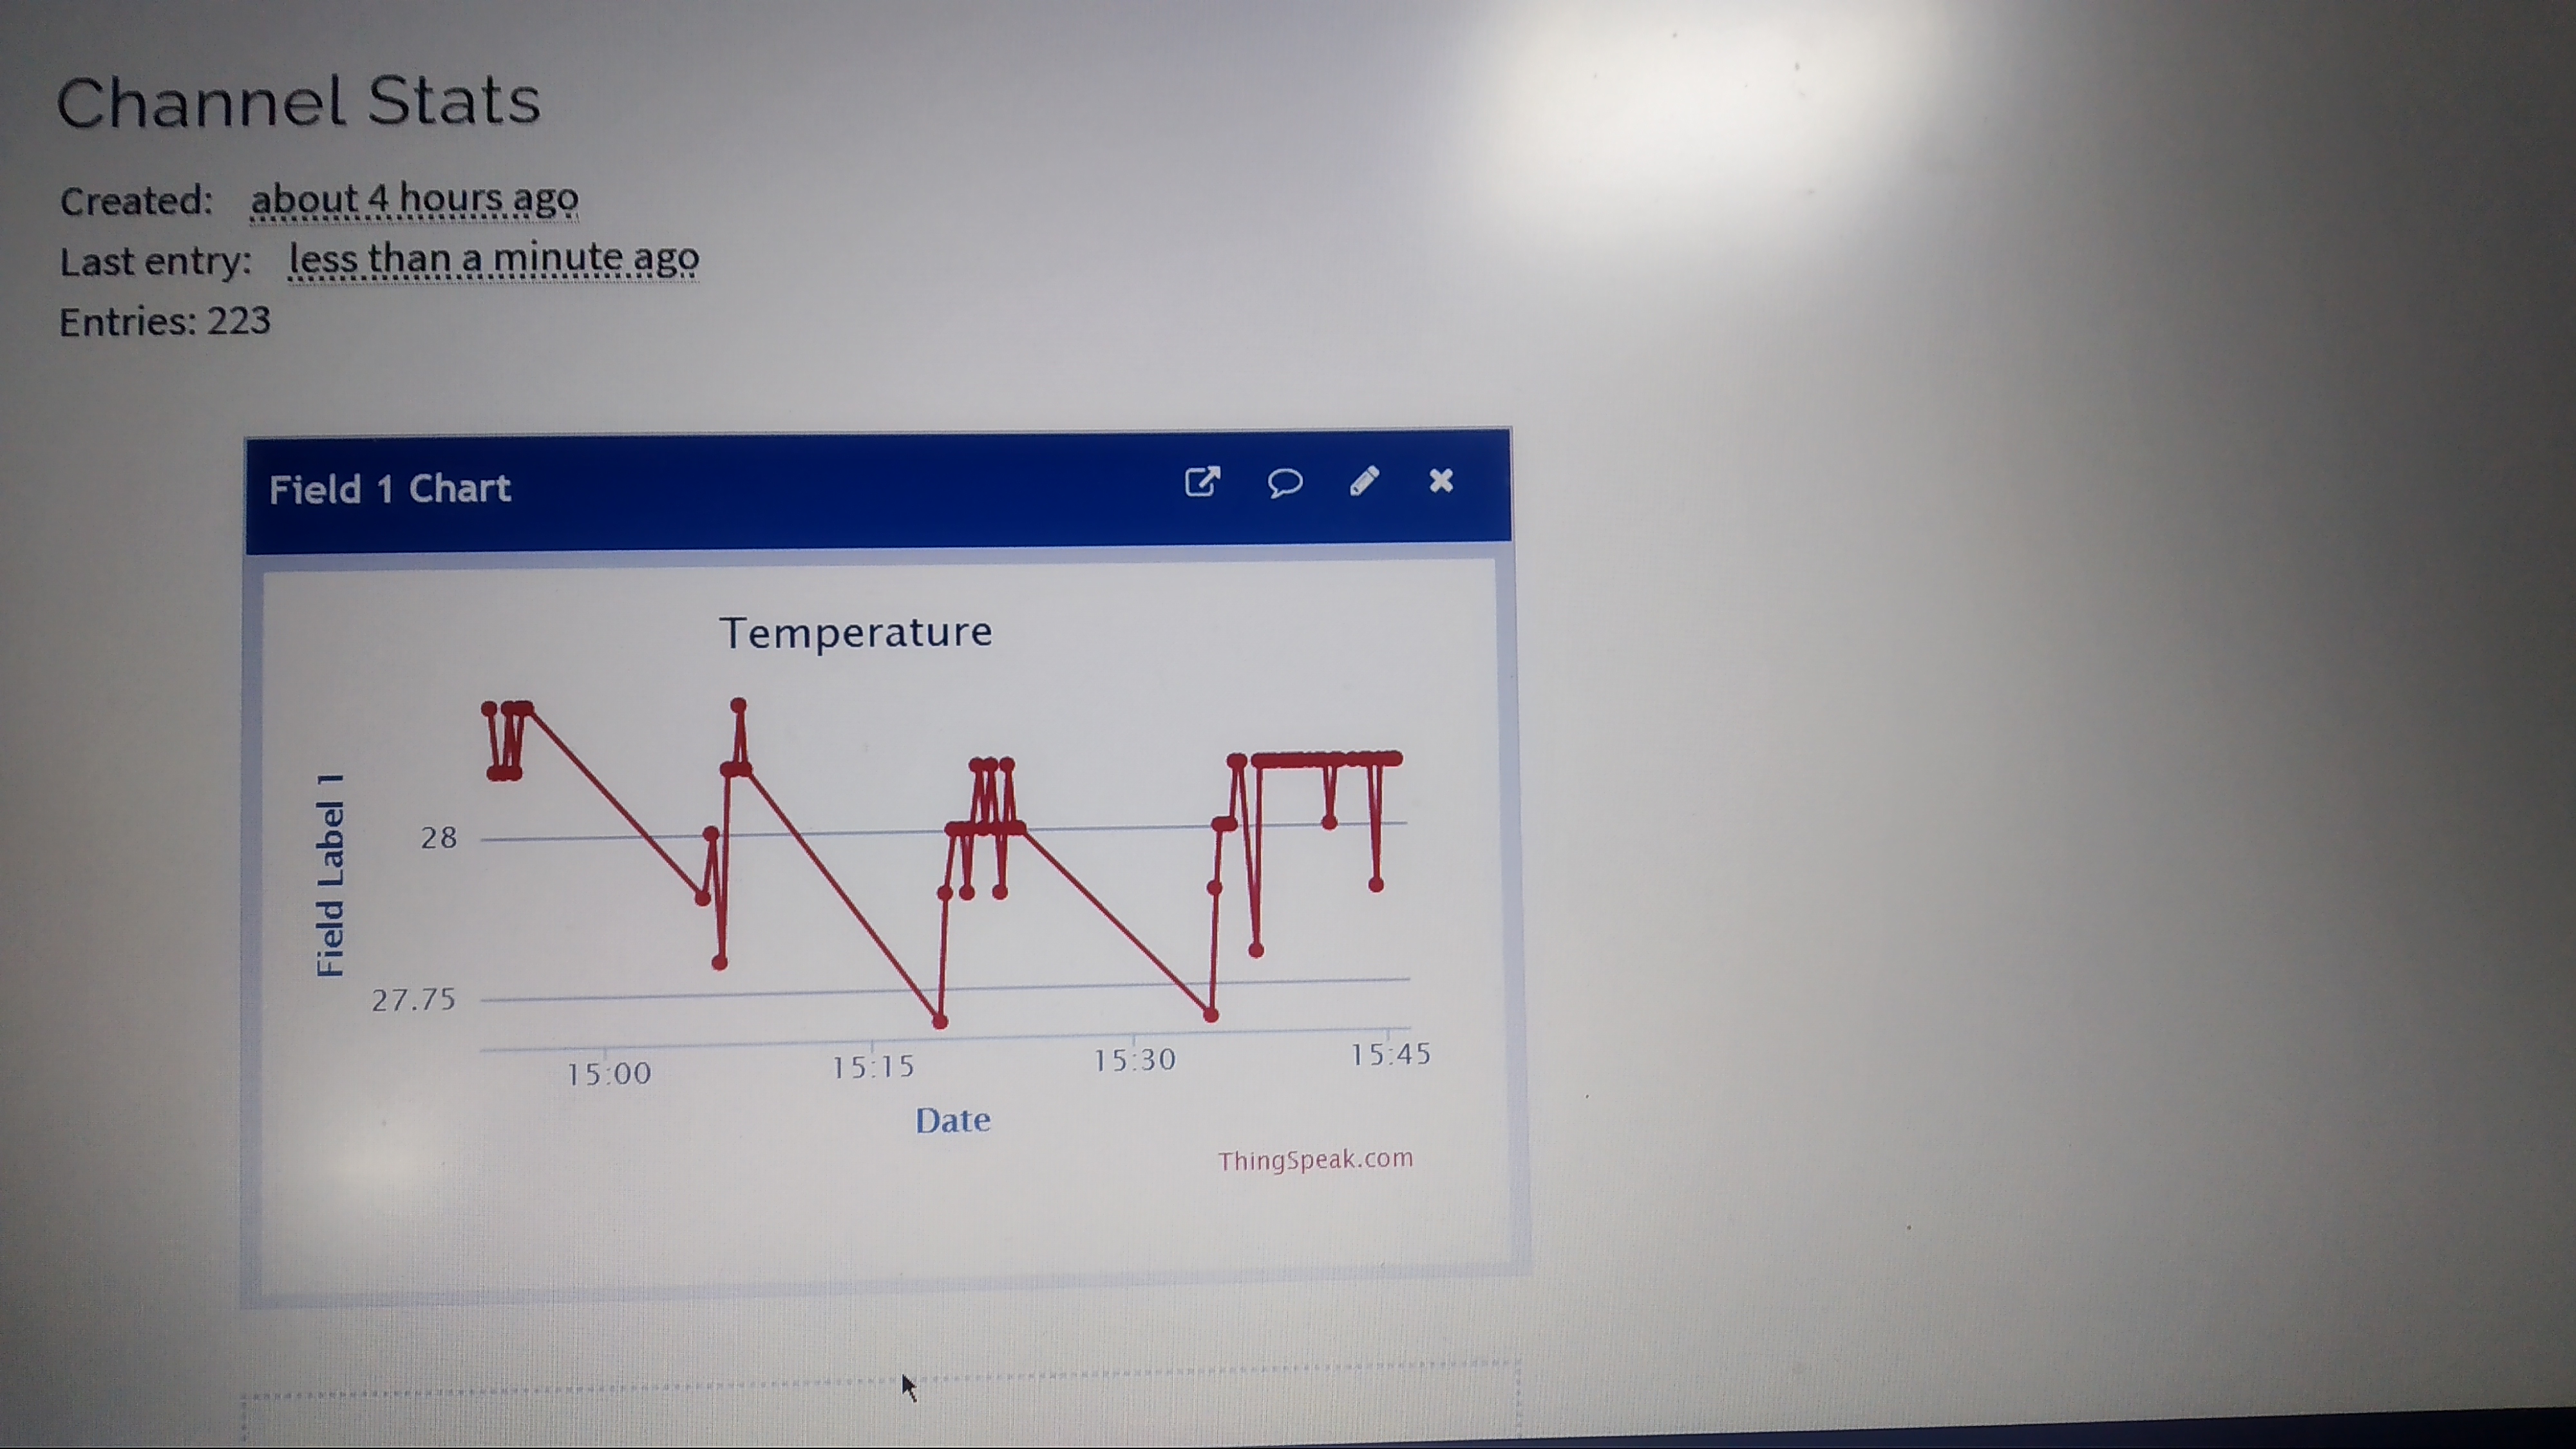 Channel Stats
Created: about 4 hours ago
Last entry: less than a minute ago
Entries: 223
Field 1 Chart
Temperature
Field Label 1
28
27.75
15:00 15:15 15:30 15:45
Date
ThingSpeak.com